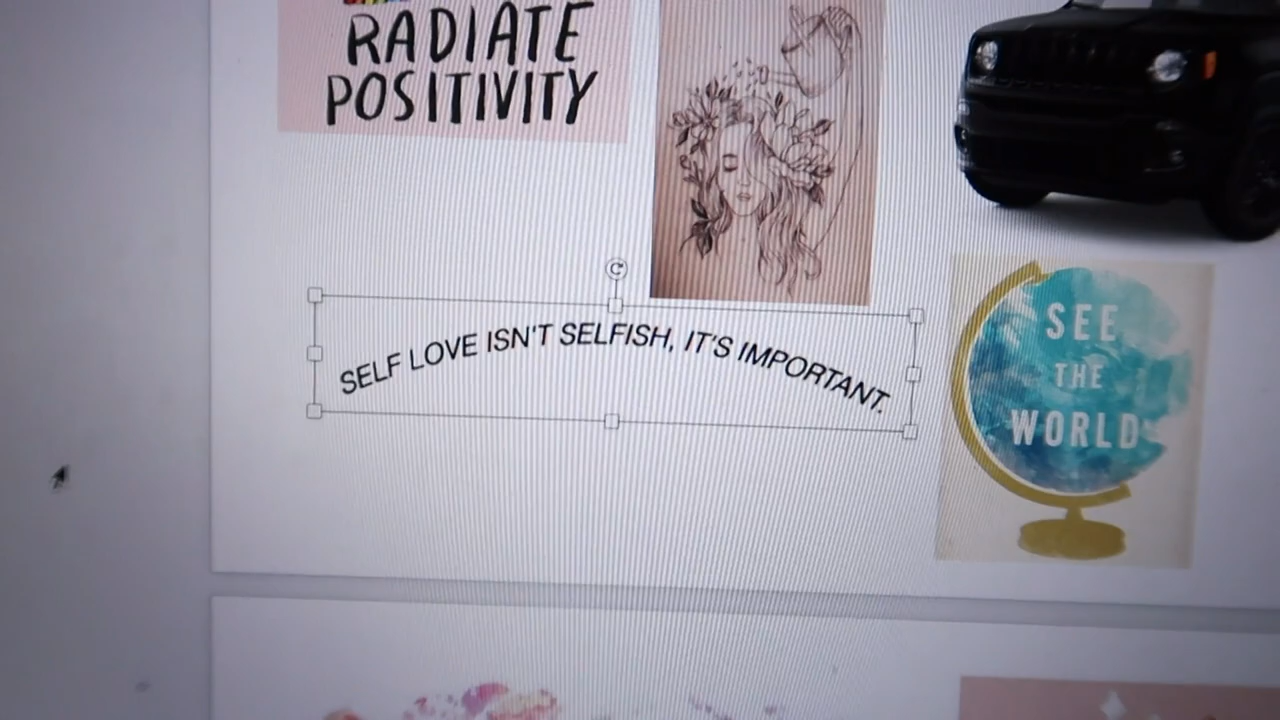 RADIATE
POSITIVITY
SELF LOVE ISN'T SELFISH, IT'S IMPORTANT.
SEE
THE
WORLD